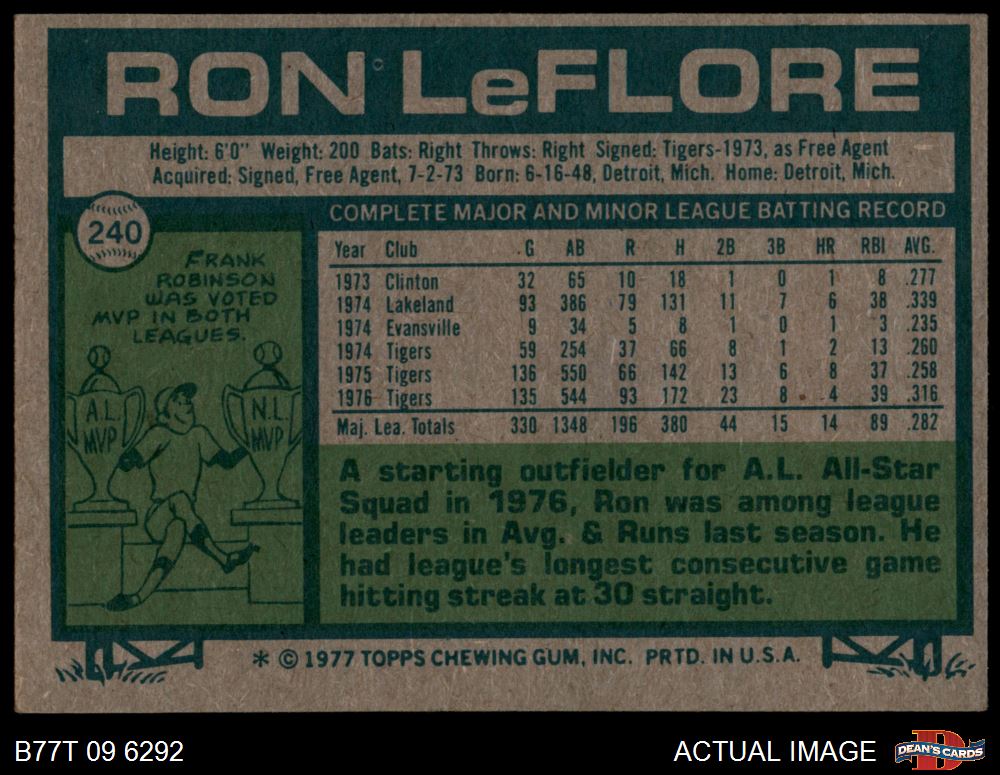 RON LeFLORE
Height: 6'0" Weight: 200 Bats: Right Throws: Right Signed: Tigers-1973, as Free Agent
Acquired: Signed, Free Agent, 7-2-73 Born: 6-16-48, Detroit, Mich. Home: Detroit, Mich.
240
FRANK
ROBINSON
WAS VOTED
MVP IN BOTH
LEAGUES.
A.L.
MVP
N.L.
MVP
COMPLETE MAJOR AND MINOR LEAGUE BATTING RECORD
Year Club G AB R H 2B 3B HR RBI AVG.
1973 Clinton 32 65 10 18 1 0 1 8 .277
1974 Lakeland 93 386 79 131 11 7 6 38 .339
1974 Evansville 9 34 5 8 1 0 1 3 .235
1974 Tigers 59 254 37 66 8 1 2 13 .260
1975 Tigers 136 550 66 142 13 6 8 37 .258
1976 Tigers 135 544 93 172 23 8 4 39 .316
Maj. Lea. Totals 330 1348 196 380 44 15 14 89 .282
A starting outfielder for A.L. All-Star
Squad in 1976, Ron was among league
leaders in Avg. & Runs last season. He
had league's longest consecutive game
hitting streak at 30 straight.
* © 1977 TOPPS CHEWING GUM, INC. PRTD. IN U.S.A.
B77T 09 6292
ACTUAL IMAGE
D
DEAN'S CARDS